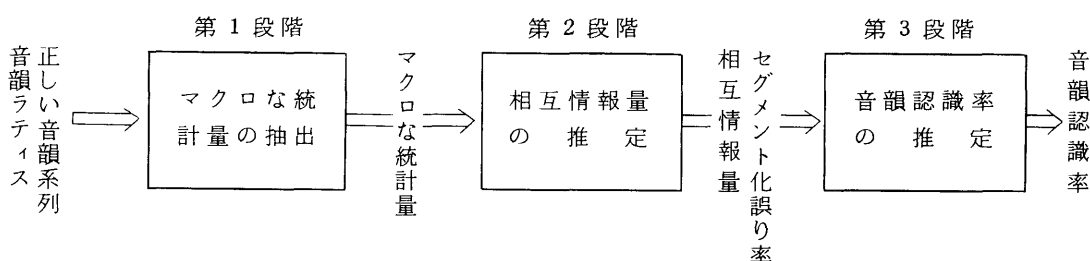 第1段階
第2段階
第3段階
正しい音韻系列
音韻ラティス
マクロな統
計量の抽出
マクロな統計量
相互情報量
の推定
セグメント化誤り率
相互情報量
音韻認識率
の推定
音韻認識率